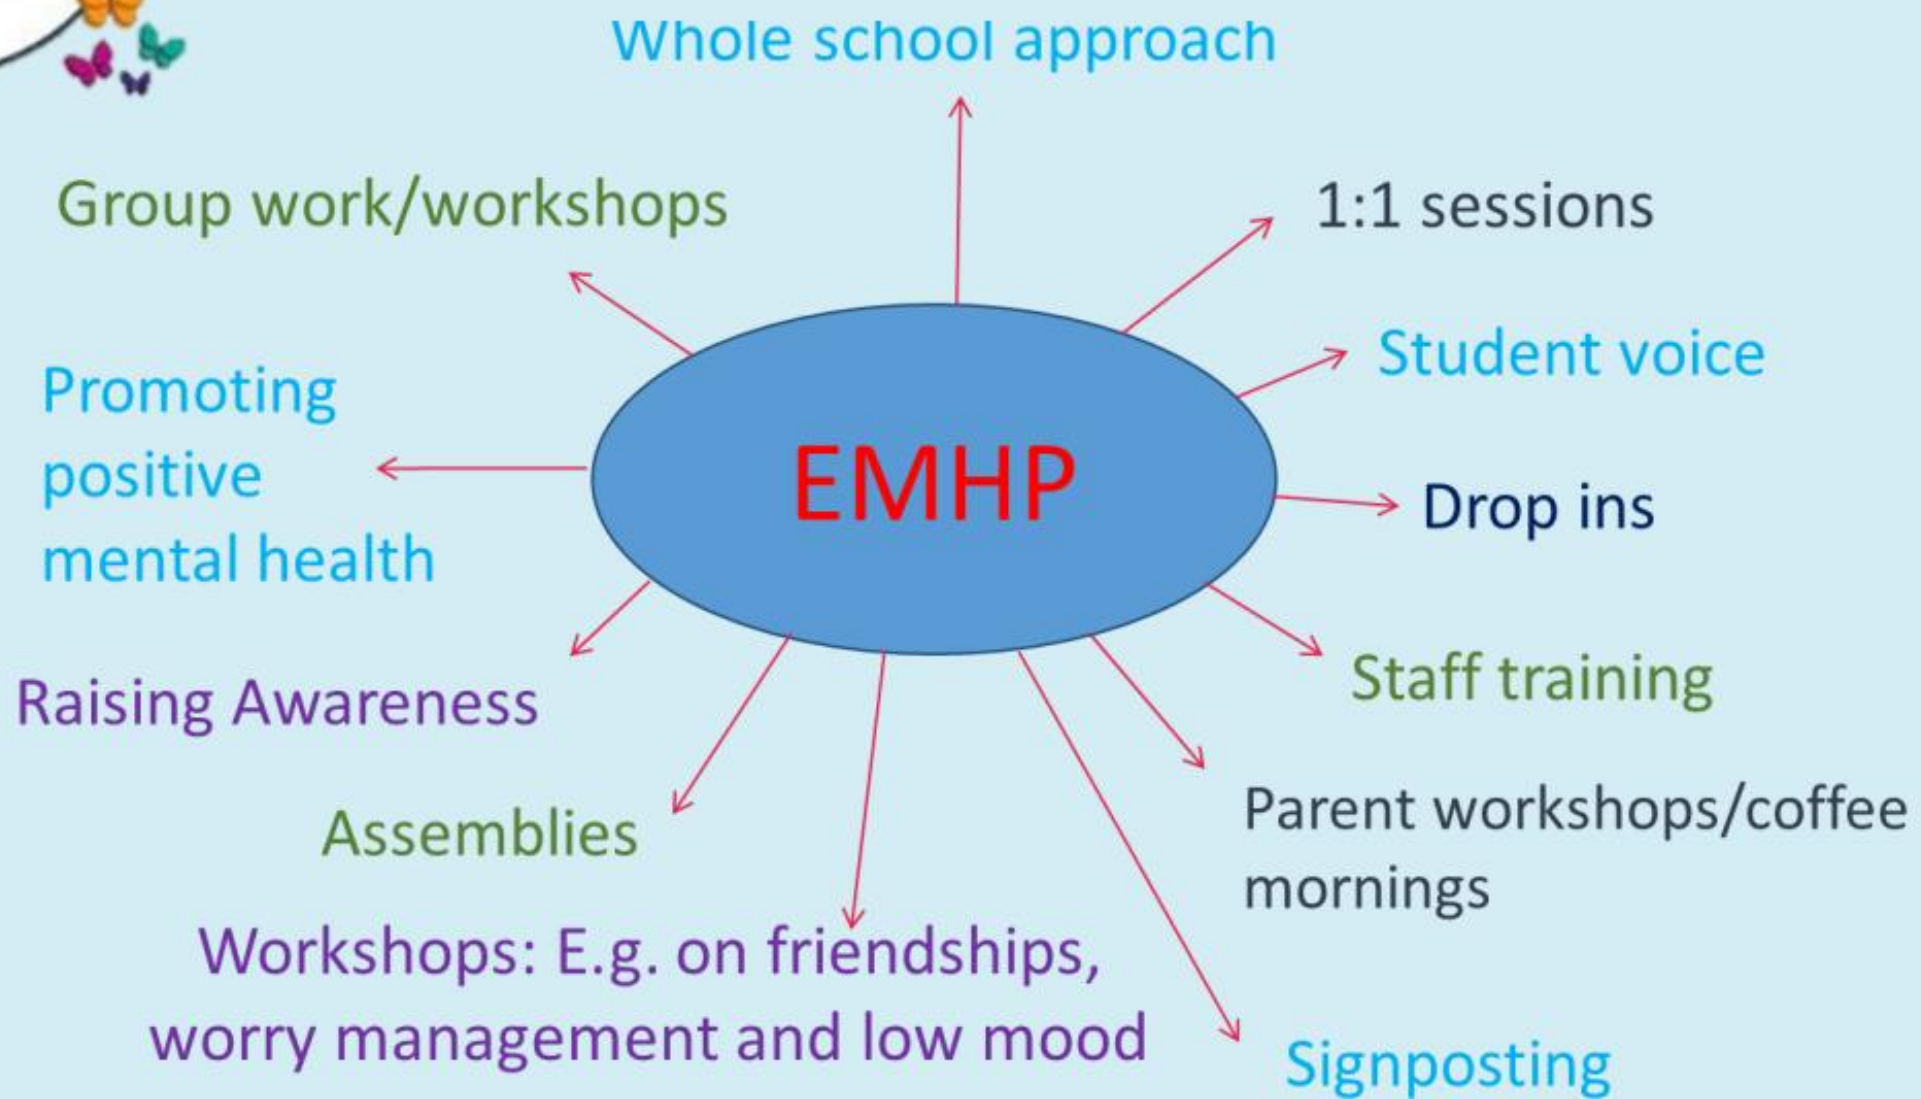 Whole school approach
Group work/workshops
1:1 sessions
Student voice
Promoting
positive
mental health
EMHP
Drop ins
Raising Awareness
Staff training
Assemblies
Parent workshops/coffee
mornings
Workshops: E.g. on friendships,
worry management and low mood
Signposting